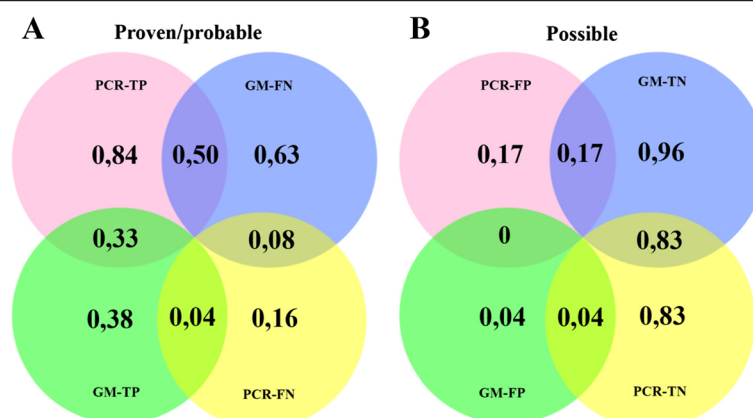 A Proven/probable
PCR-TP GM-FN
0,84 0,50 0,63
0,33 0,08
0,38 0,04 0,16
GM-TP PCR-FN
B Possible
PCR-FP GM-TN
0,17 0,17 0,96
0 0,83
0,04 0,04 0,83
GM-FP PCR-TN